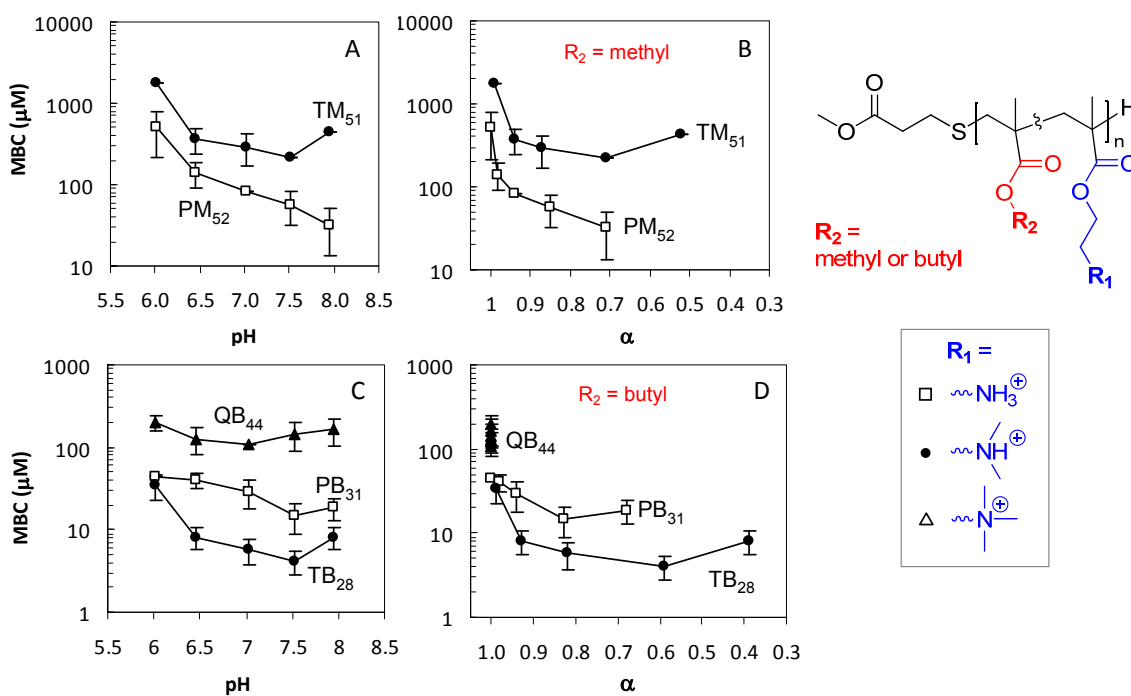 A
MBC (μM)
10000
1000
100
10
TM51
PM52
5.5 6.0 6.5 7.0 7.5 8.0 8.5
pH
B
R2 = methyl
10000
1000
100
10
TM51
PM52
1 0.9 0.8 0.7 0.6 0.5 0.4 0.3
α
C
MBC (μM)
1000
100
10
1
QB44
PB31
TB28
5.5 6 6.5 7 7.5 8 8.5
pH
D
R2 = butyl
1000
100
10
1
QB44
PB31
TB28
1.0 0.9 0.8 0.7 0.6 0.5 0.4 0.3
α
O
O
S
H
n
O
O
O
O
R2
R1
R2 =
methyl or butyl
R1 =
NH3⊕
NH⊕
N⊕